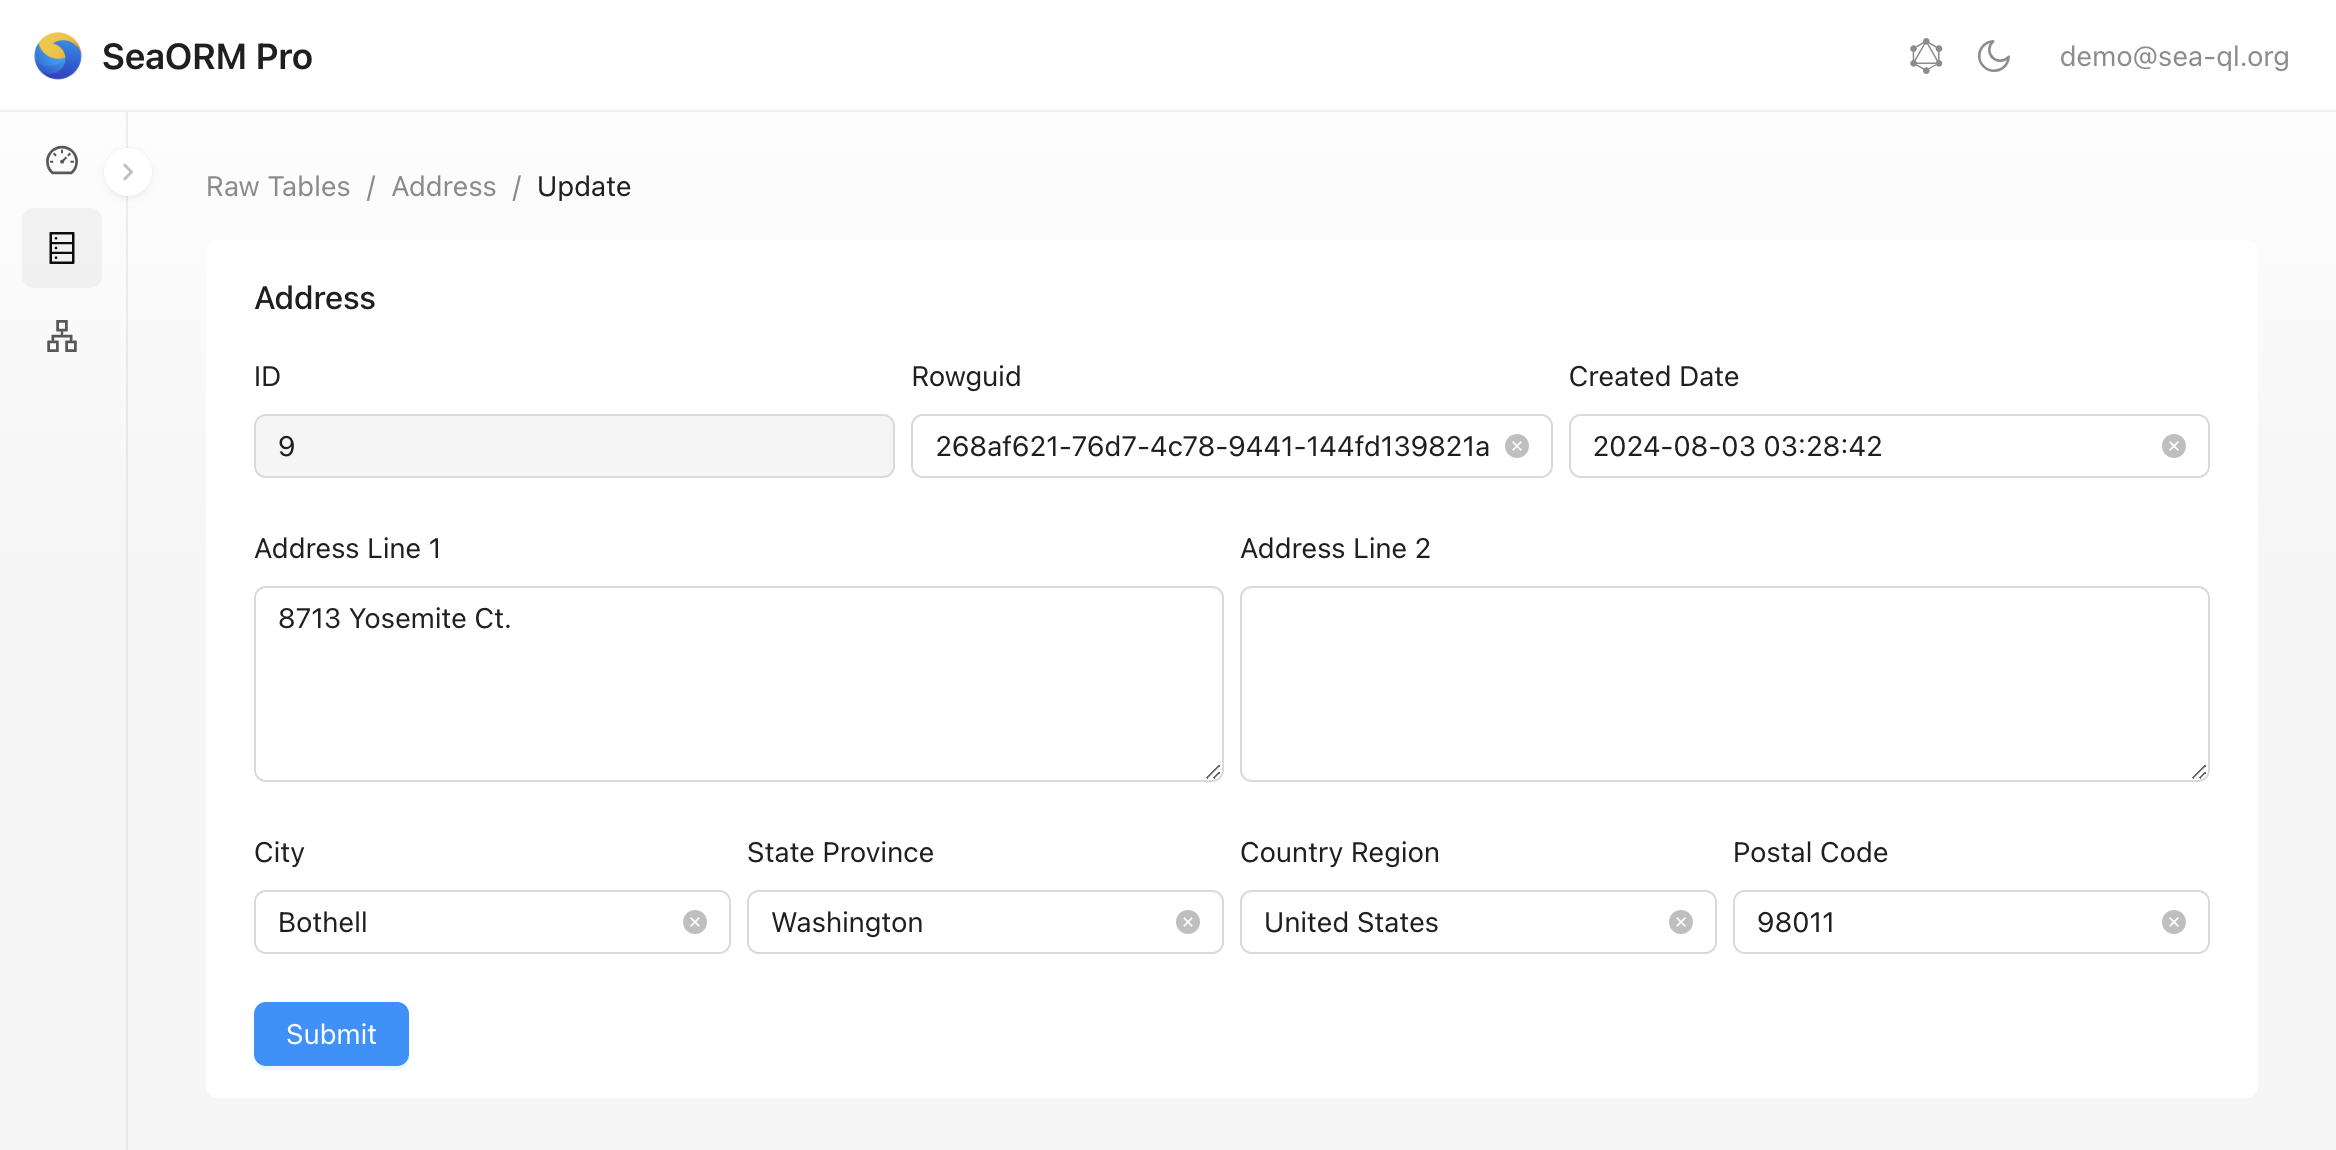 SeaORM Pro
demo@sea-ql.org
Raw Tables / Address / Update
Address
ID
Rowguid
Created Date
9
268af621-76d7-4c78-9441-144fd139821a
2024-08-03 03:28:42
Address Line 1
Address Line 2
8713 Yosemite Ct.
City
State Province
Country Region
Postal Code
Bothell
Washington
United States
98011
Submit